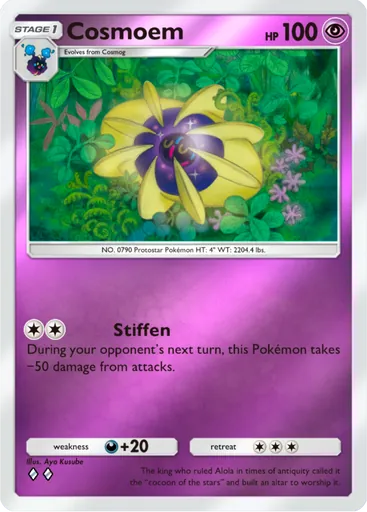 STAGE 1
Cosmoem
HP 100
Evolves from Cosmog
NO. 0790 Protostar Pokémon HT: 4" WT: 2204.4 lbs.
Stiffen
During your opponent's next turn, this Pokémon takes
−50 damage from attacks.
weakness +20
retreat
Illus. Ayo Kusube
The king who ruled Alola in times of antiquity called it
the "cocoon of the stars" and built an altar to worship it.